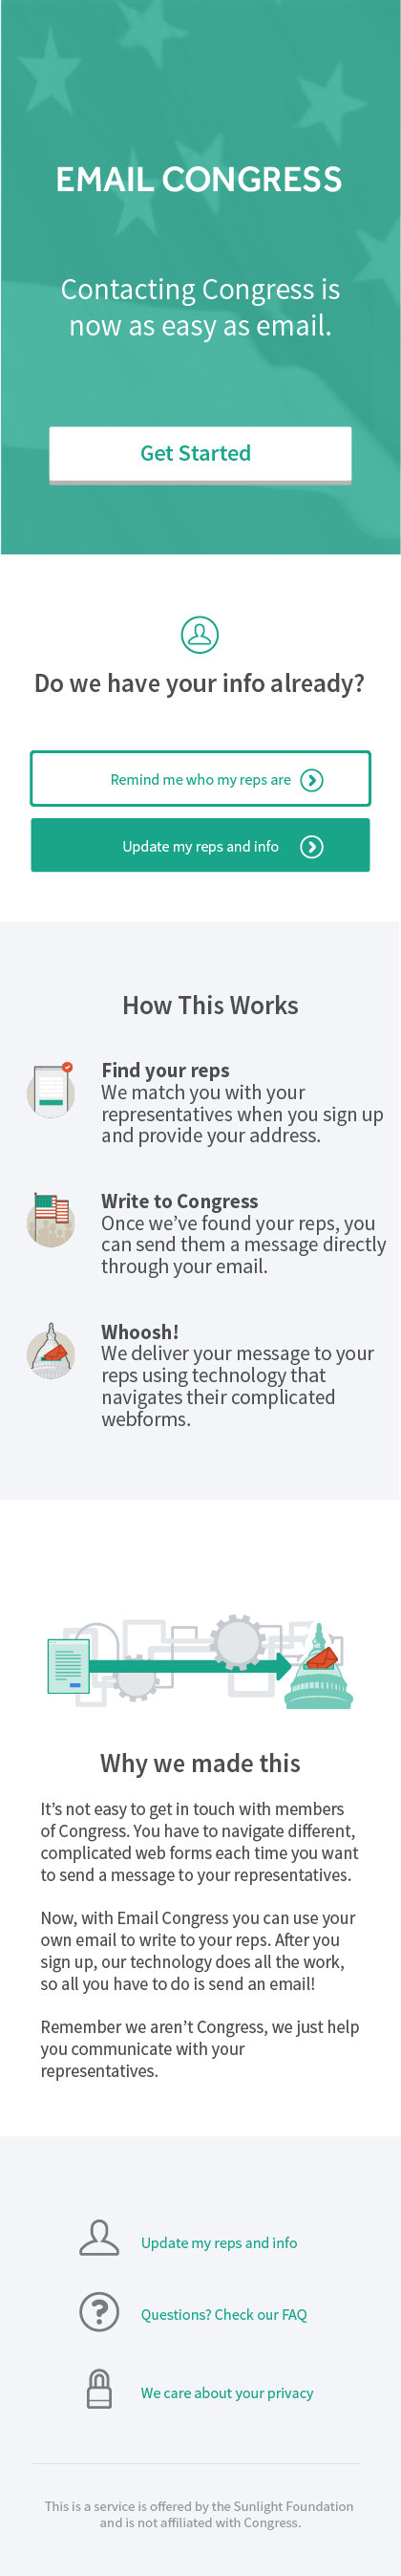 EMAIL CONGRESS
Contacting Congress is
now as easy as email.
Get Started
Do we have your info already?
Remind me who my reps are
Update my reps and info
How This Works
Find your reps
We match you with your
representatives when you sign up
and provide your address.
Write to Congress
Once we’ve found your reps, you
can send them a message directly
through your email.
Whoosh!
We deliver your message to your
reps using technology that
navigates their complicated
webforms.
Why we made this
It’s not easy to get in touch with members
of Congress. You have to navigate different,
complicated web forms each time you want
to send a message to your representatives.
Now, with Email Congress you can use your
own email to write to your reps. After you
sign up, our technology does all the work,
so all you have to do is send an email!
Remember we aren’t Congress, we just help
you communicate with your
representatives.
Update my reps and info
Questions? Check our FAQ
We care about your privacy
This is a service is offered by the Sunlight Foundation
and is not affiliated with Congress.